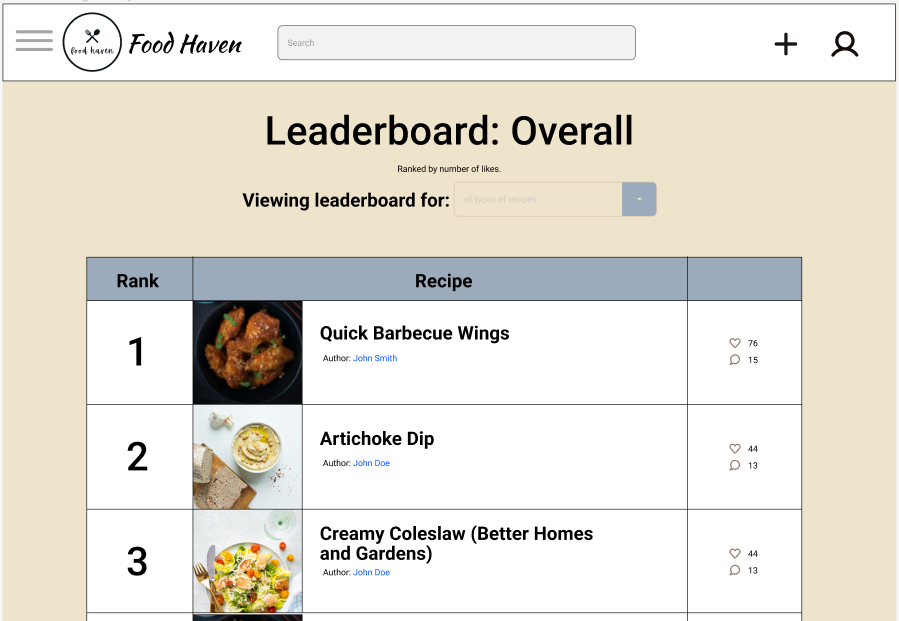 food haven
Food Haven
Search
Leaderboard: Overall
Ranked by number of likes.
Viewing leaderboard for:
all types of recipes
Rank
Recipe
1
Quick Barbecue Wings
Author: John Smith
76
15
2
Artichoke Dip
Author: John Doe
44
13
3
Creamy Coleslaw (Better Homes
and Gardens)
Author: John Doe
44
13